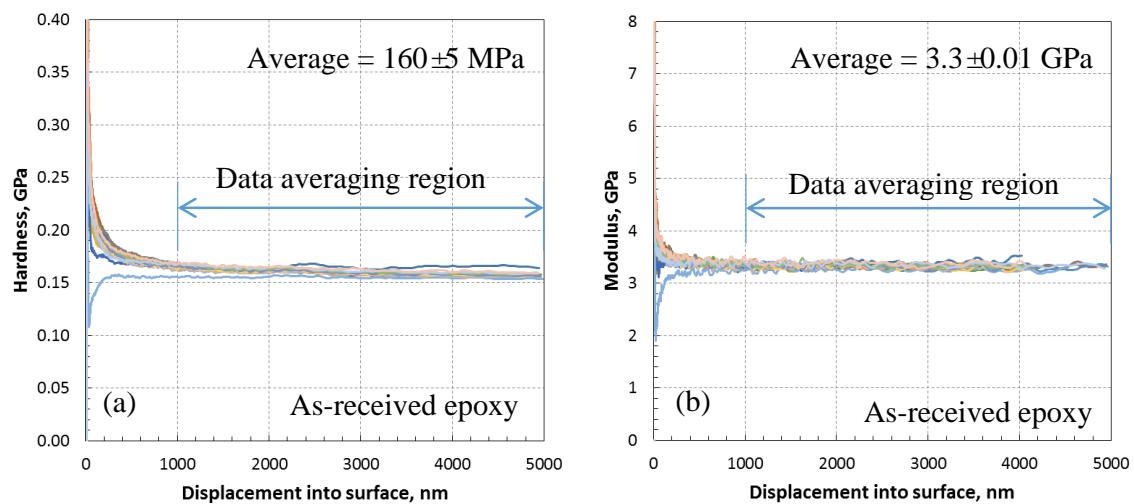 0.40
0.35
0.30
0.25
0.20
0.15
0.10
0.05
0.00
Hardness, GPa
Average = 160±5 MPa
Data averaging region
(a)
As-received epoxy
0 1000 2000 3000 4000 5000
Displacement into surface, nm
8
7
6
5
4
3
2
1
0
Modulus, GPa
Average = 3.3±0.01 GPa
Data averaging region
(b)
As-received epoxy
0 1000 2000 3000 4000 5000
Displacement into surface, nm